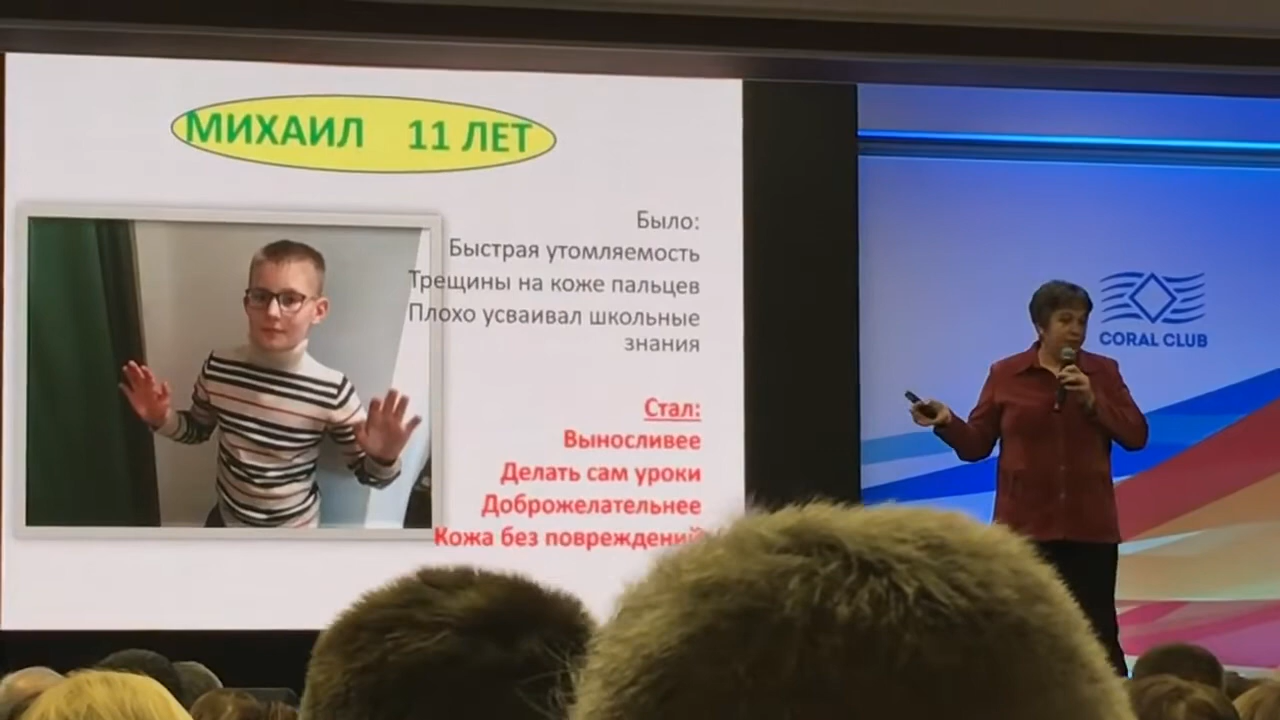 МИХАИЛ 11 ЛЕТ
Было:
Быстрая утомляемость
Трещины на коже пальцев
Плохо усваивал школьные
знания
Стал:
Выносливее
Делать сам уроки
Доброжелательнее
Кожа без повреждений
CORAL CLUB